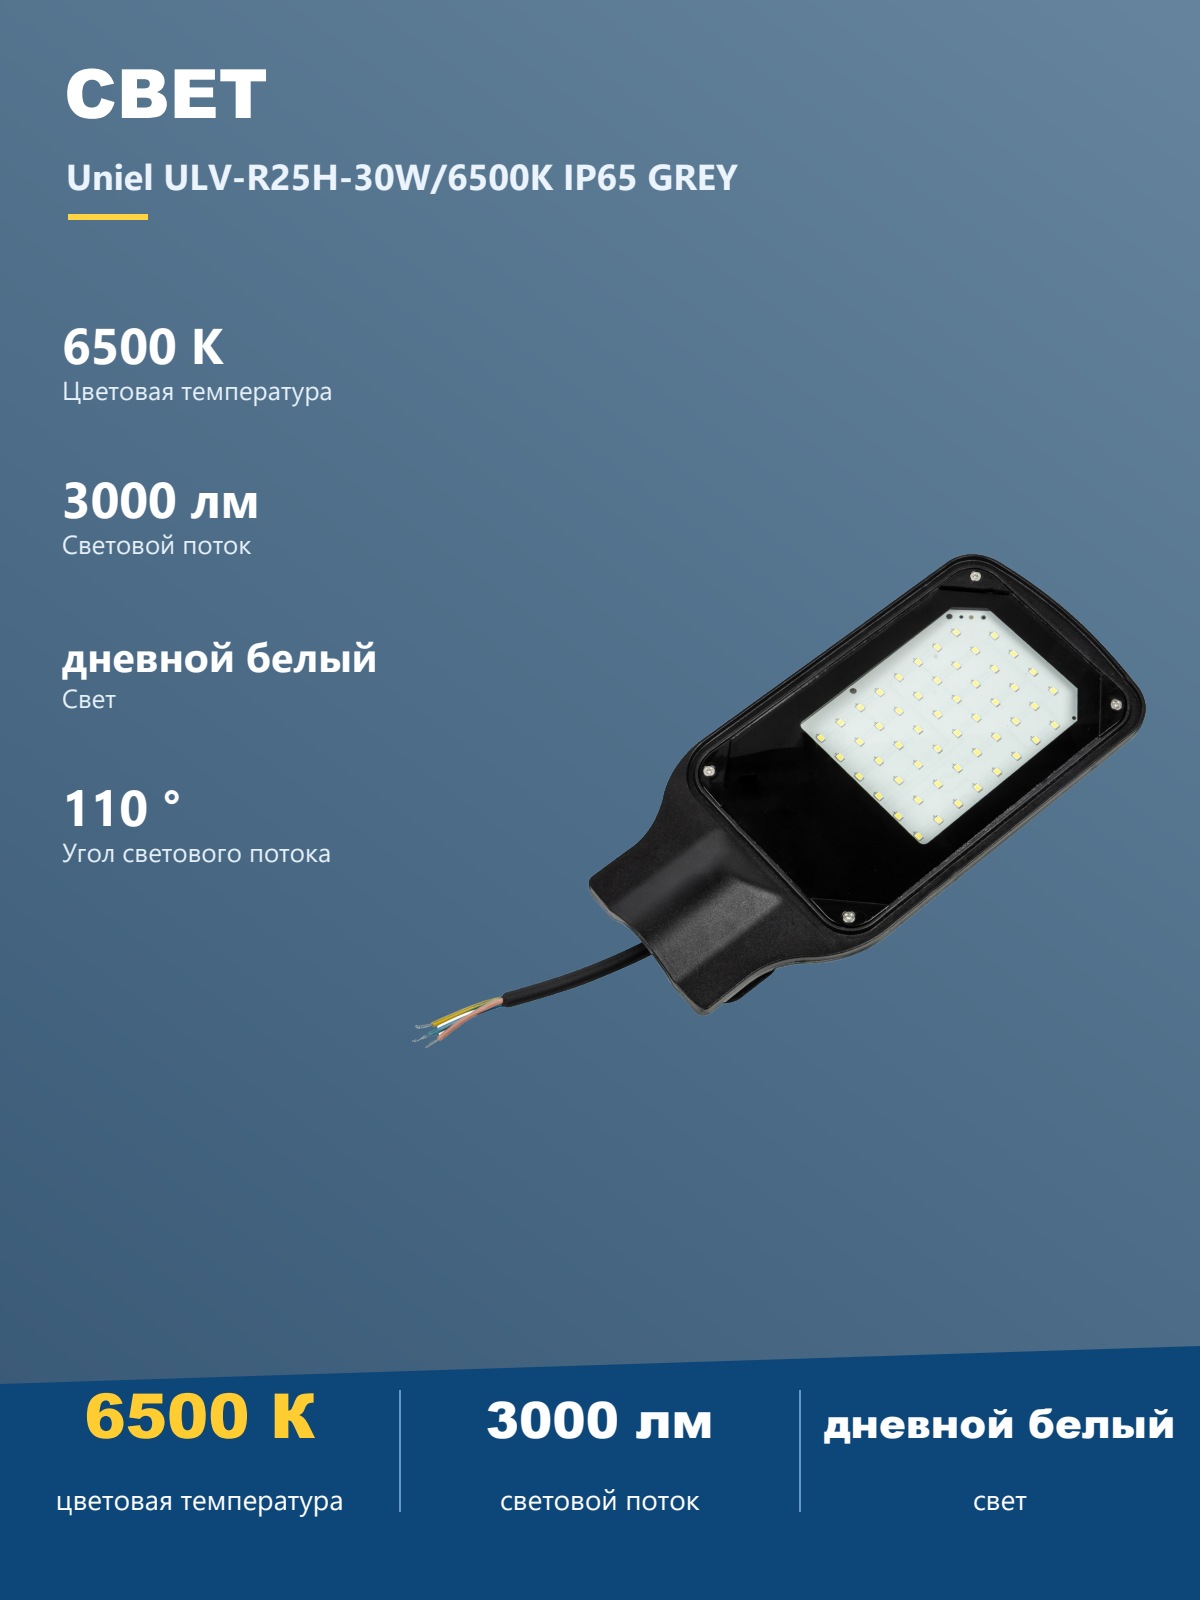 СВЕТ
Uniel ULV-R25H-30W/6500K IP65 GREY
6500 К
Цветовая температура
3000 лм
Световой поток
дневной белый
Свет
110 °
Угол светового потока
6500 К
цветовая температура
3000 лм
световой поток
дневной белый
свет